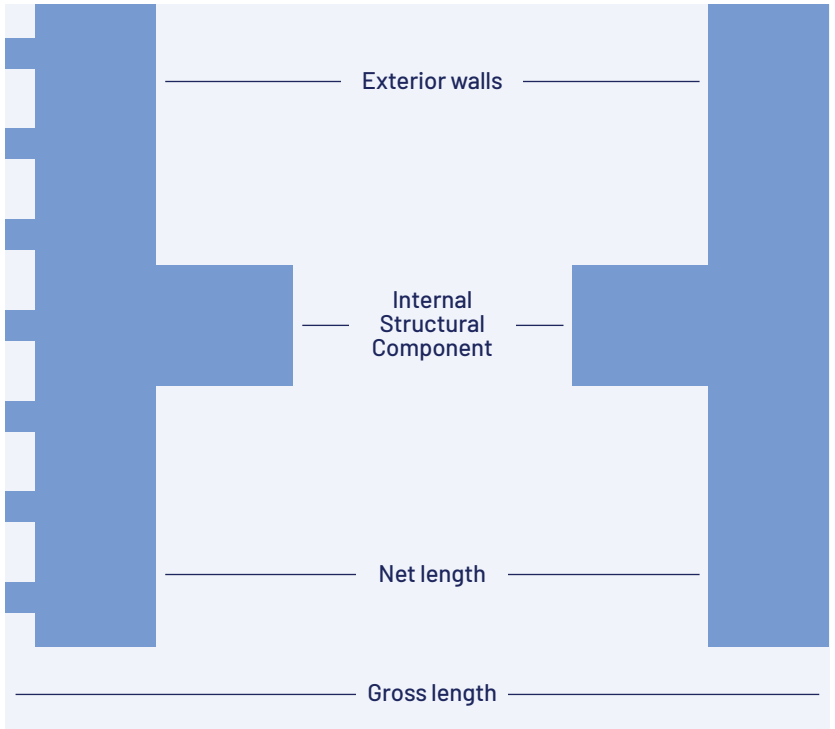 Exterior walls
Internal
Structural
Component
Net length
Gross length